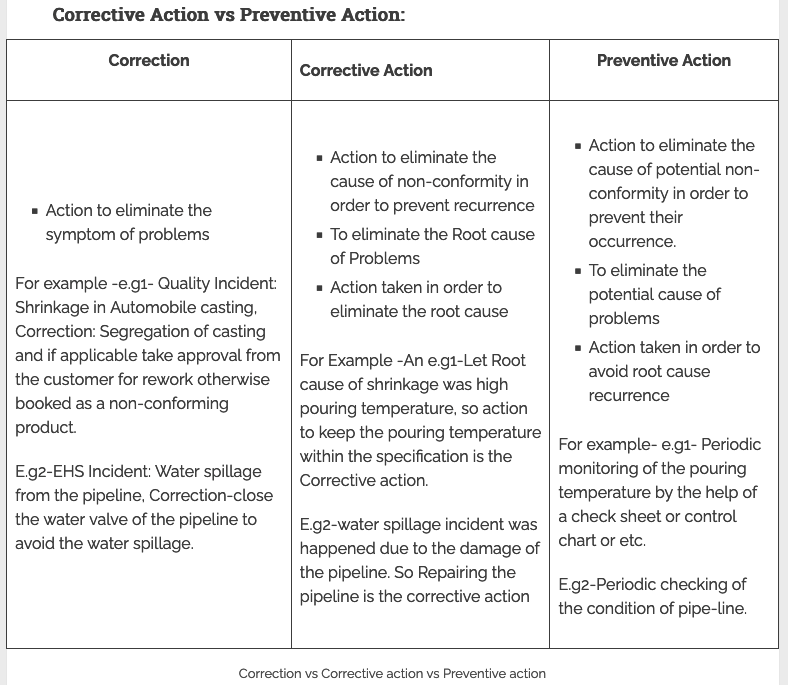 Corrective Action vs Preventive Action:
Correction
Corrective Action
Preventive Action
▪ Action to eliminate the
symptom of problems
For example -e.g1- Quality Incident:
Shrinkage in Automobile casting,
Correction: Segregation of casting
and if applicable take approval from
the customer for rework otherwise
booked as a non-conforming
product.
E.g2-EHS Incident: Water spillage
from the pipeline, Correction-close
the water valve of the pipeline to
avoid the water spillage.
▪ Action to eliminate the
cause of non-conformity in
order to prevent recurrence
▪ To eliminate the Root cause
of Problems
▪ Action taken in order to
eliminate the root cause
For Example -An e.g1-Let Root
cause of shrinkage was high
pouring temperature, so action
to keep the pouring temperature
within the specification is the
Corrective action.
E.g2-water spillage incident was
happened due to the damage of
the pipeline. So Repairing the
pipeline is the corrective action
▪ Action to eliminate the
cause of potential non-
conformity in order to
prevent their
occurrence.
▪ To eliminate the
potential cause of
problems
▪ Action taken in order to
avoid root cause
recurrence
For example- e.g1- Periodic
monitoring of the pouring
temperature by the help of
a check sheet or control
chart or etc.
E.g2-Periodic checking of
the condition of pipe-line.
Correction vs Corrective action vs Preventive action